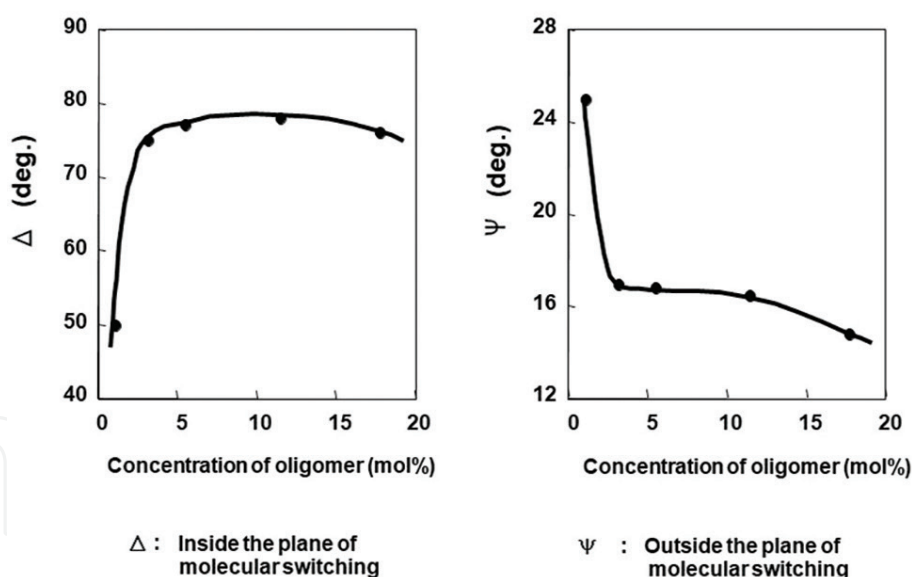 90
80
70
60
50
40
Δ (deg.)
0 5 10 15 20
Concentration of oligomer (mol%)
Δ : Inside the plane of
molecular switching
28
24
20
16
12
Ψ (deg.)
0 5 10 15 20
Concentration of oligomer (mol%)
Ψ : Outside the plane of
molecular switching